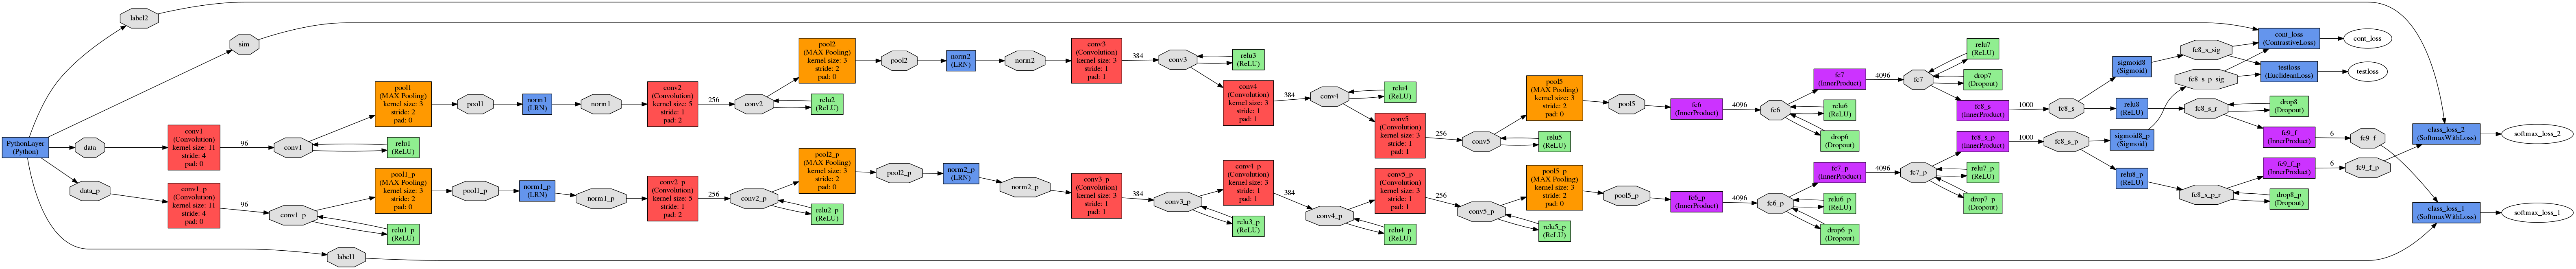 label2
sim
PythonLayer
(Python)
data
data_p
label1
conv1
(Convolution)
kernel size: 11
stride: 4
pad: 0
96
conv1
pool1
(MAX Pooling)
kernel size: 3
stride: 2
pad: 0
relu1
(ReLU)
pool1
norm1
(LRN)
norm1
conv2
(Convolution)
kernel size: 5
stride: 1
pad: 2
256
conv2
pool2
(MAX Pooling)
kernel size: 3
stride: 2
pad: 0
relu2
(ReLU)
pool2
norm2
(LRN)
norm2
conv3
(Convolution)
kernel size: 3
stride: 1
pad: 1
384
conv3
relu3
(ReLU)
conv4
(Convolution)
kernel size: 3
stride: 1
pad: 1
384
conv4
relu4
(ReLU)
conv5
(Convolution)
kernel size: 3
stride: 1
pad: 1
256
conv5
pool5
(MAX Pooling)
kernel size: 3
stride: 2
pad: 0
relu5
(ReLU)
pool5
fc6
(InnerProduct)
4096
fc6
relu6
(ReLU)
drop6
(Dropout)
fc7
(InnerProduct)
4096
fc7
relu7
(ReLU)
drop7
(Dropout)
fc8_s
(InnerProduct)
1000
fc8_s
sigmoid8
(Sigmoid)
relu8
(ReLU)
fc8_s_sig
fc8_s_r
drop8
(Dropout)
fc9_f
(InnerProduct)
6
fc9_f
conv1_p
(Convolution)
kernel size: 11
stride: 4
pad: 0
96
conv1_p
pool1_p
(MAX Pooling)
kernel size: 3
stride: 2
pad: 0
relu1_p
(ReLU)
pool1_p
norm1_p
(LRN)
norm1_p
conv2_p
(Convolution)
kernel size: 5
stride: 1
pad: 2
256
conv2_p
pool2_p
(MAX Pooling)
kernel size: 3
stride: 2
pad: 0
relu2_p
(ReLU)
pool2_p
norm2_p
(LRN)
norm2_p
conv3_p
(Convolution)
kernel size: 3
stride: 1
pad: 1
384
conv3_p
relu3_p
(ReLU)
conv4_p
(Convolution)
kernel size: 3
stride: 1
pad: 1
384
conv4_p
relu4_p
(ReLU)
conv5_p
(Convolution)
kernel size: 3
stride: 1
pad: 1
256
conv5_p
pool5_p
(MAX Pooling)
kernel size: 3
stride: 2
pad: 0
relu5_p
(ReLU)
pool5_p
fc6_p
(InnerProduct)
4096
fc6_p
relu6_p
(ReLU)
drop6_p
(Dropout)
fc7_p
(InnerProduct)
4096
fc7_p
relu7_p
(ReLU)
drop7_p
(Dropout)
fc8_s_p
(InnerProduct)
1000
fc8_s_p
sigmoid8_p
(Sigmoid)
relu8_p
(ReLU)
fc8_s_p_sig
fc8_s_p_r
drop8_p
(Dropout)
fc9_f_p
(InnerProduct)
6
fc9_f_p
cont_loss
(ContrastiveLoss)
cont_loss
testloss
(EuclideanLoss)
testloss
class_loss_2
(SoftmaxWithLoss)
softmax_loss_2
class_loss_1
(SoftmaxWithLoss)
softmax_loss_1